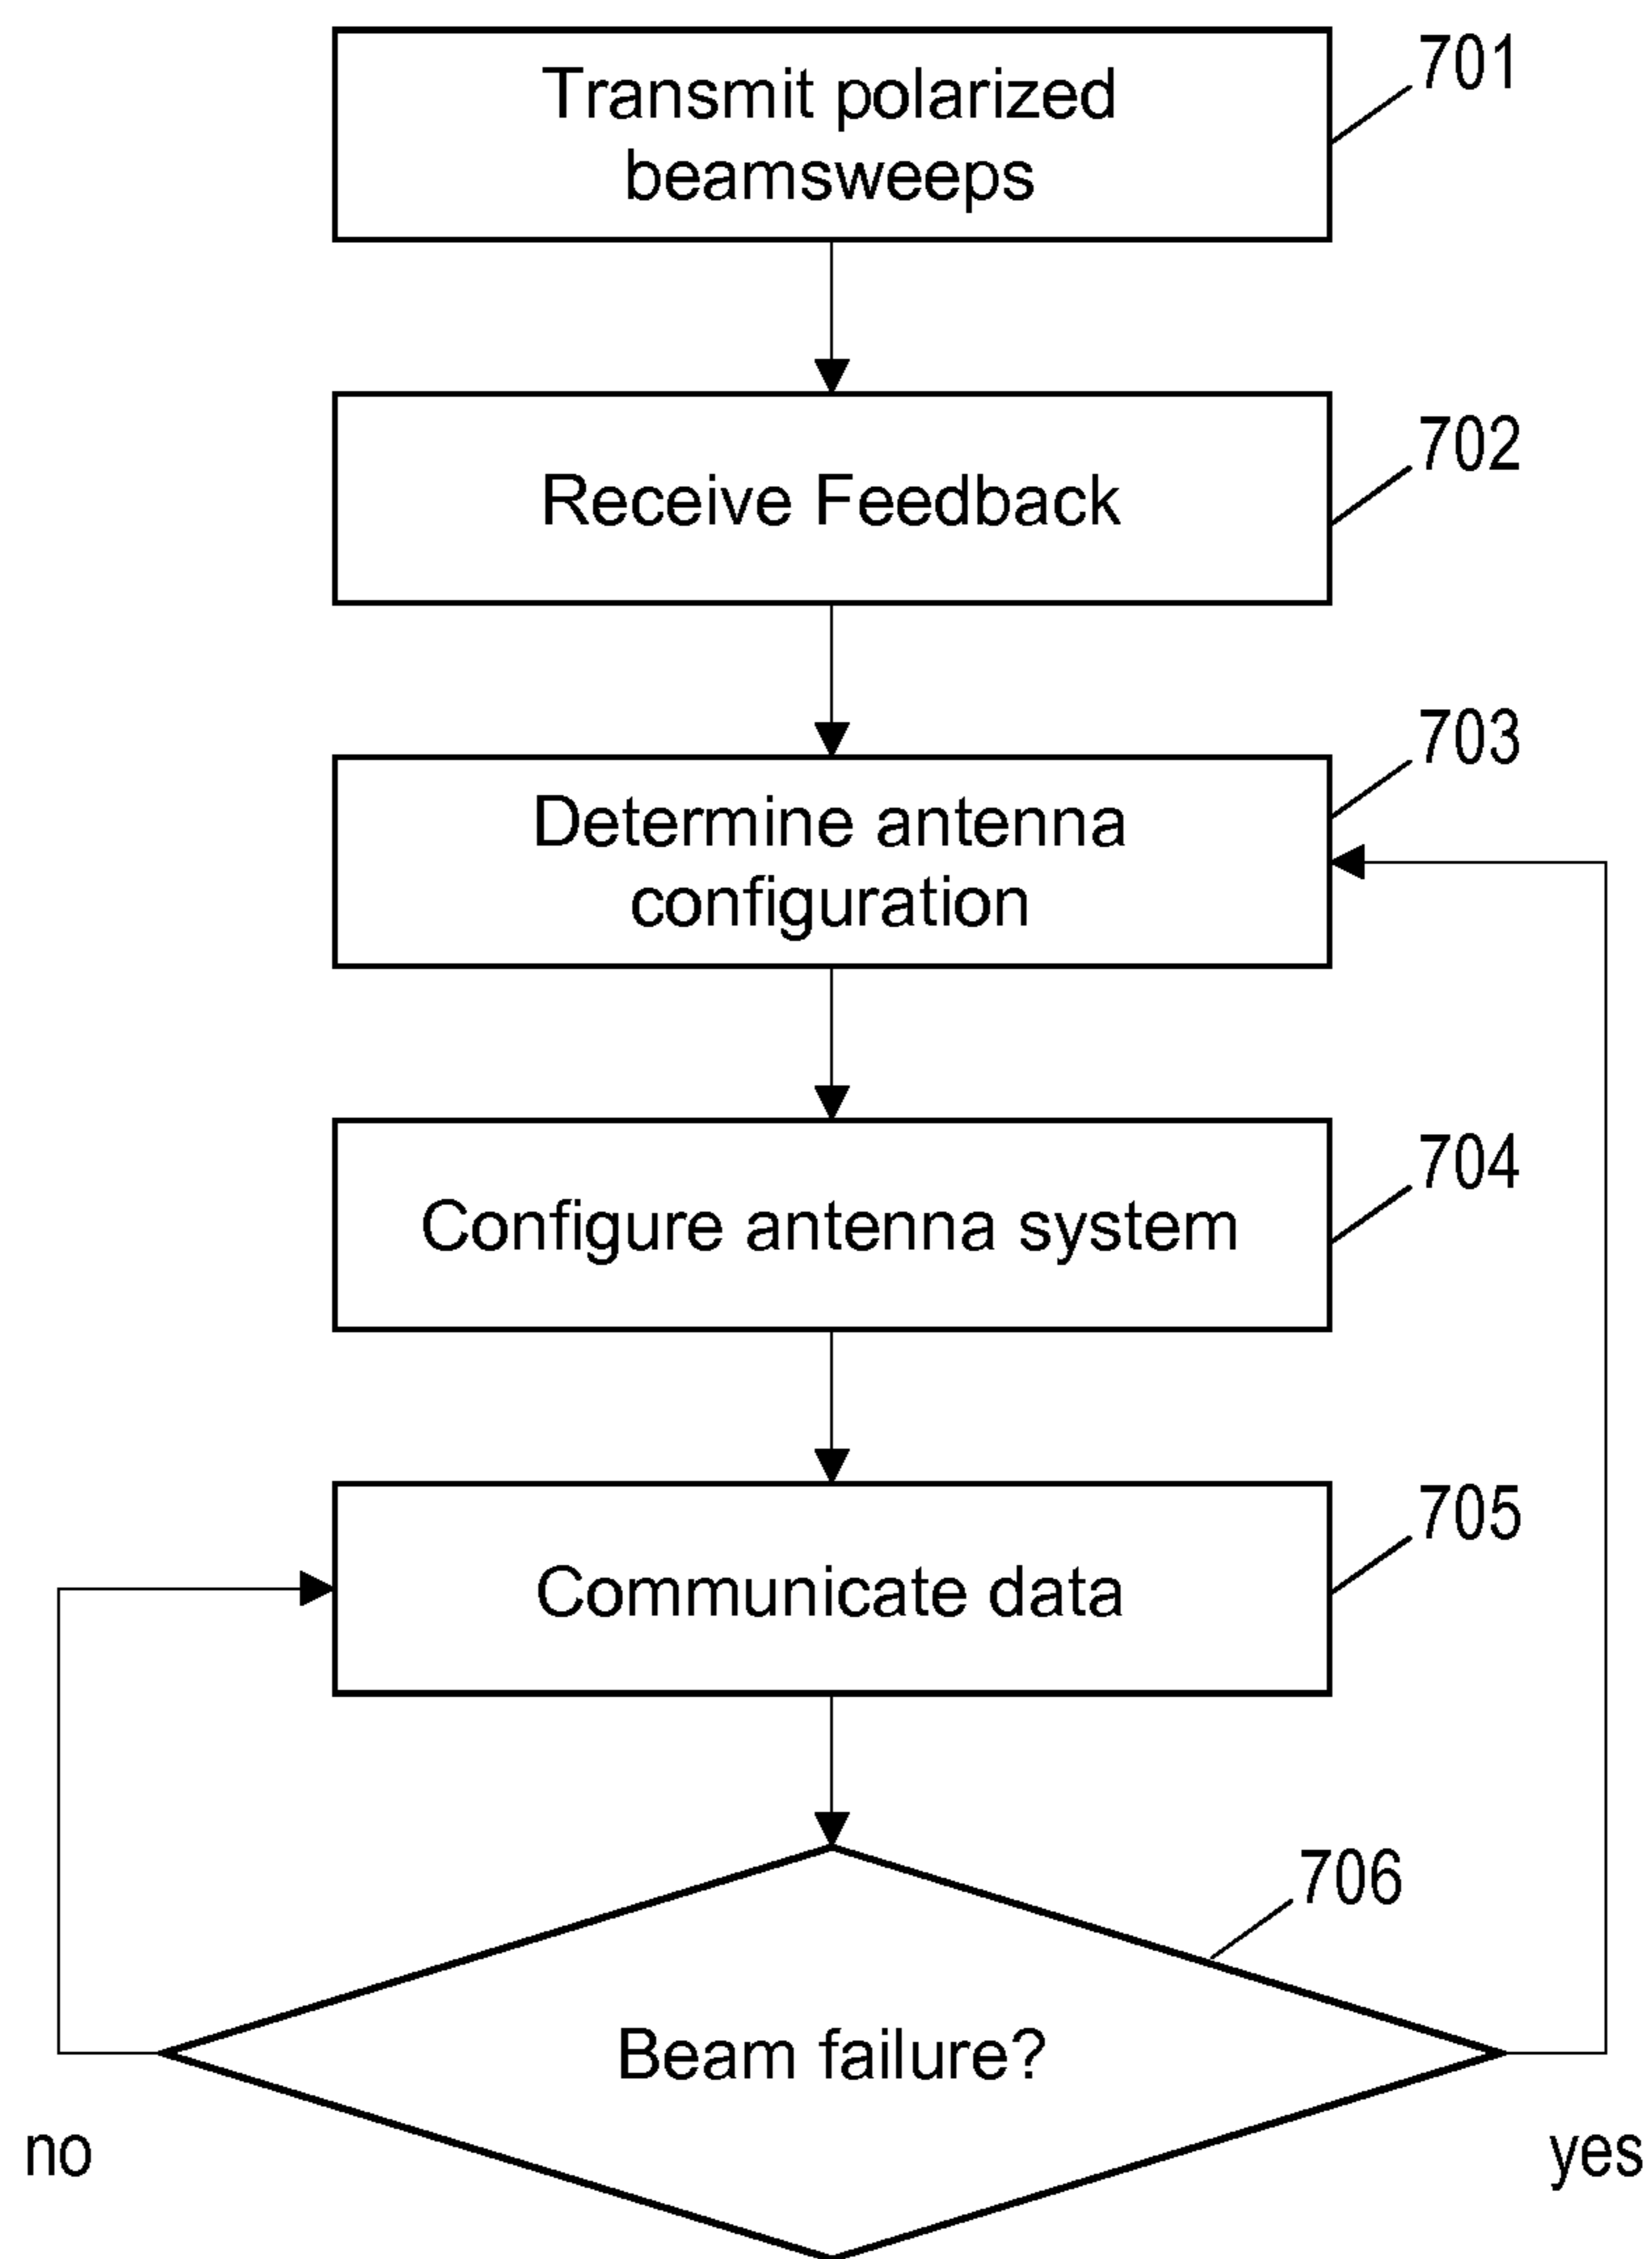 Transmit polarized
beamsweeps
701
Receive Feedback
702
Determine antenna
configuration
703
Configure antenna system
704
Communicate data
705
Beam failure?
706
no
yes